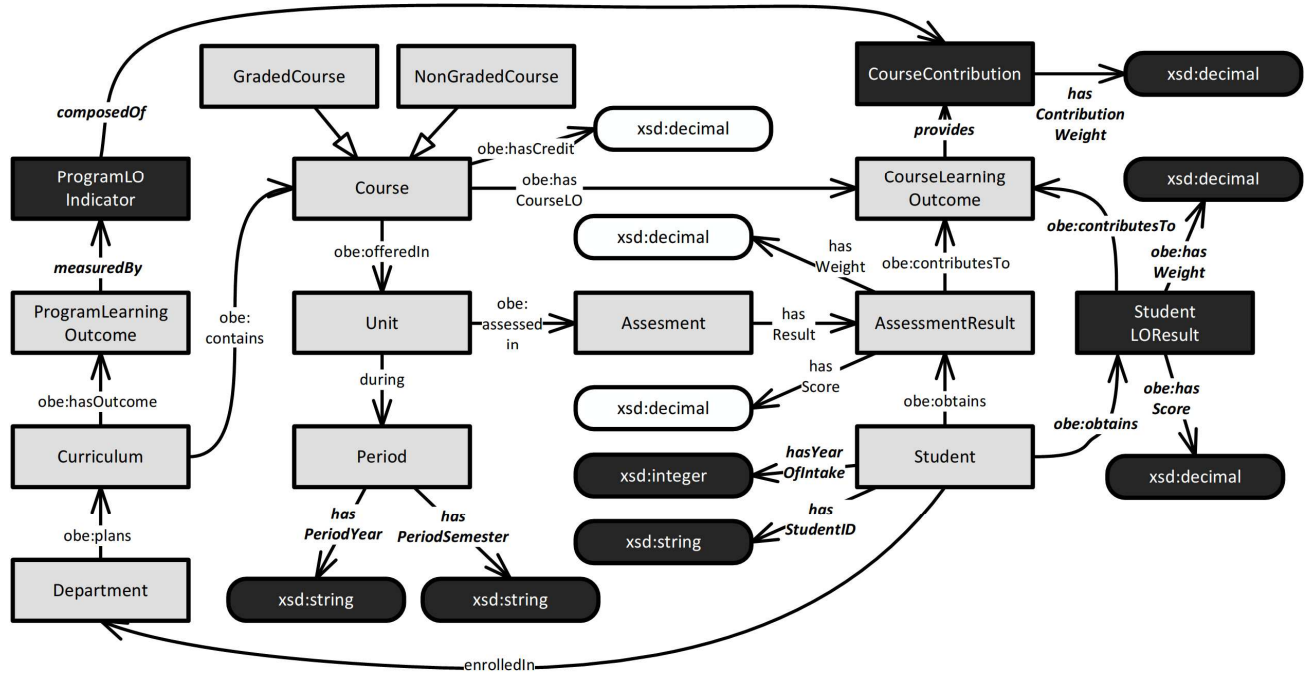 GradedCourse
NonGradedCourse
CourseContribution
xsd:decimal
has
Contribution
Weight
composedOf
xsd:decimal
obe:hasCredit
provides
ProgramLO
Indicator
Course
obe:has
CourseLO
CourseLearning
Outcome
xsd:decimal
obe:contributesTo
obe:has
Weight
xsd:decimal
has
Weight
obe:offeredIn
obe:contributesTo
measuredBy
ProgramLearning
Outcome
obe:
contains
Unit
obe:
assessed
in
Assesment
has
Result
AssessmentResult
Student
LOResult
during
has
Score
xsd:decimal
obe:hasOutcome
obe:obtains
obe:has
Score
obe:obtains
Curriculum
Period
xsd:integer
hasYear
OfIntake
Student
xsd:decimal
has
PeriodYear
has
PeriodSemester
xsd:string
has
StudentID
obe:plans
Department
xsd:string
xsd:string
enrolledIn